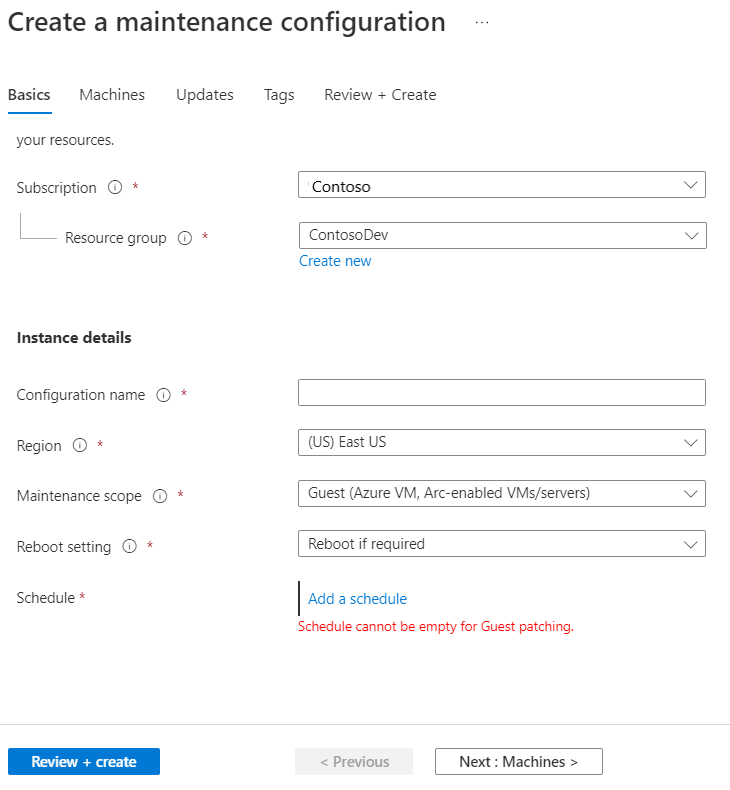 Create a maintenance configuration ...
Basics Machines Updates Tags Review + Create
your resources.
Subscription * Contoso
Resource group * ContosoDev
Create new
Instance details
Configuration name *
Region * (US) East US
Maintenance scope * Guest (Azure VM, Arc-enabled VMs/servers)
Reboot setting * Reboot if required
Schedule * Add a schedule
Schedule cannot be empty for Guest patching.
Review + create < Previous Next : Machines >